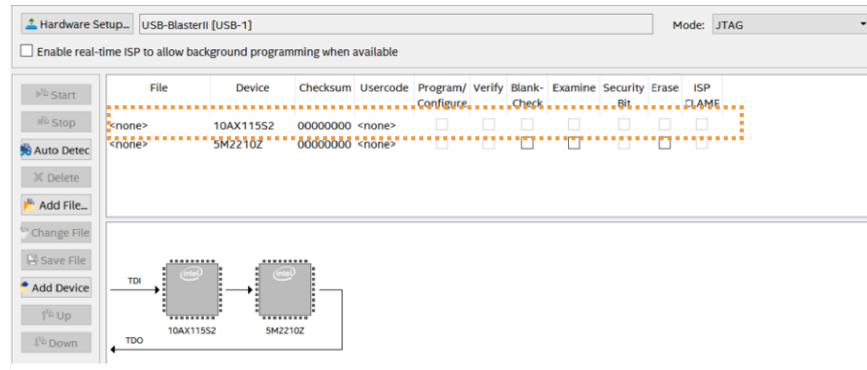 Hardware Setup... USB-BlasterII [USB-1] Mode: JTAG
Enable real-time ISP to allow background programming when available
Start
Stop
Auto Detec
Delete
Add File...
Change File
Save File
Add Device
Up
Down
File Device Checksum Usercode Program/ Verify Blank- Examine Security Erase ISP
Configure Check Bit CLAMP
<none> 10AX115S2 00000000 <none>
<none> 5M2210Z 00000000 <none>
intel intel
TDI
10AX115S2 5M2210Z
TDO